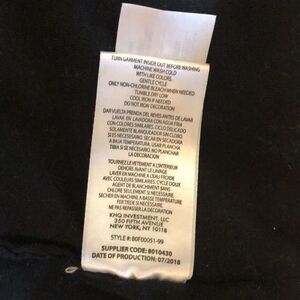 TURN GARMENT INSIDE OUT BEFORE WASHING
MACHINE WASH COLD
WITH LIKE COLORS.
GENTLE CYCLE
ONLY NON-CHLORINE BLEACH WHEN NEEDED
TUMBLE DRY LOW
COOL IRON IF NEEDED
DO NOT IRON DECORATION
DAR VUELTA PRENDA DEL REVES ANTES DE LAVAR
LAVAR EN LAVADORA CON AGUA FRIA
CON COLORES SIMILARES, CICLO DELICADO
SOLAMENTE BLANQUEADOR SIN CLORO
SI ES NECESARIO, SECAR EN SECADORA
A BAJA TEMPERATURA, USAR PLANCHA
TIBIA SI SE NECESARIO. NO PLANCHAR
LA DECORACION
TOURNEZ LE VETEMENT A L'INTERIEUR
DEHORS AVANT LE LAVAGE
LAVER EN MACHINE A L'EAU FROIDE
AVEC COULEURS SIMILAIRES, CYCLE DOUX
AGENT DE BLANCHIMENT SANS
CHLORE SI NECESSAIRE
SECHER EN MACHINE A BASSE TEMPERATURE
FER TIEDE SI NECESSAIRE
NE PAS REPASSER LA DECORATION
KHQ INVESTMENT, LLC
350 FIFTH AVENUE
NEW YORK, NY 10118
STYLE #: B0F00051-99
SUPPLIER CODE: 8010430
DATE OF PRODUCTION: 07/2018